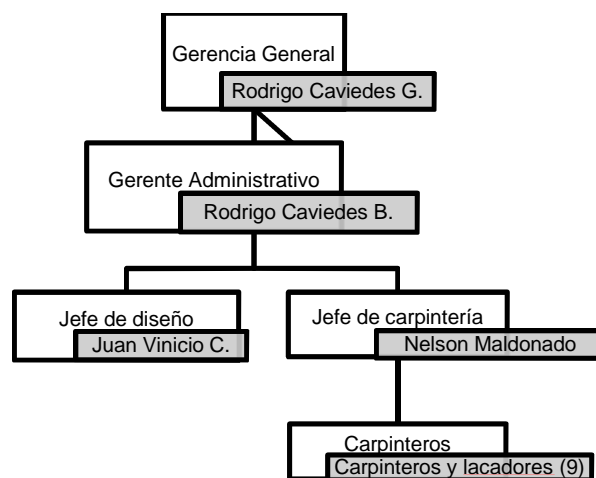 Gerencia General
Rodrigo Caviedes G.
Gerente Administrativo
Rodrigo Caviedes B.
Jefe de diseño
Juan Vinicio C.
Jefe de carpintería
Nelson Maldonado
Carpinteros
Carpinteros y lacadores (9)